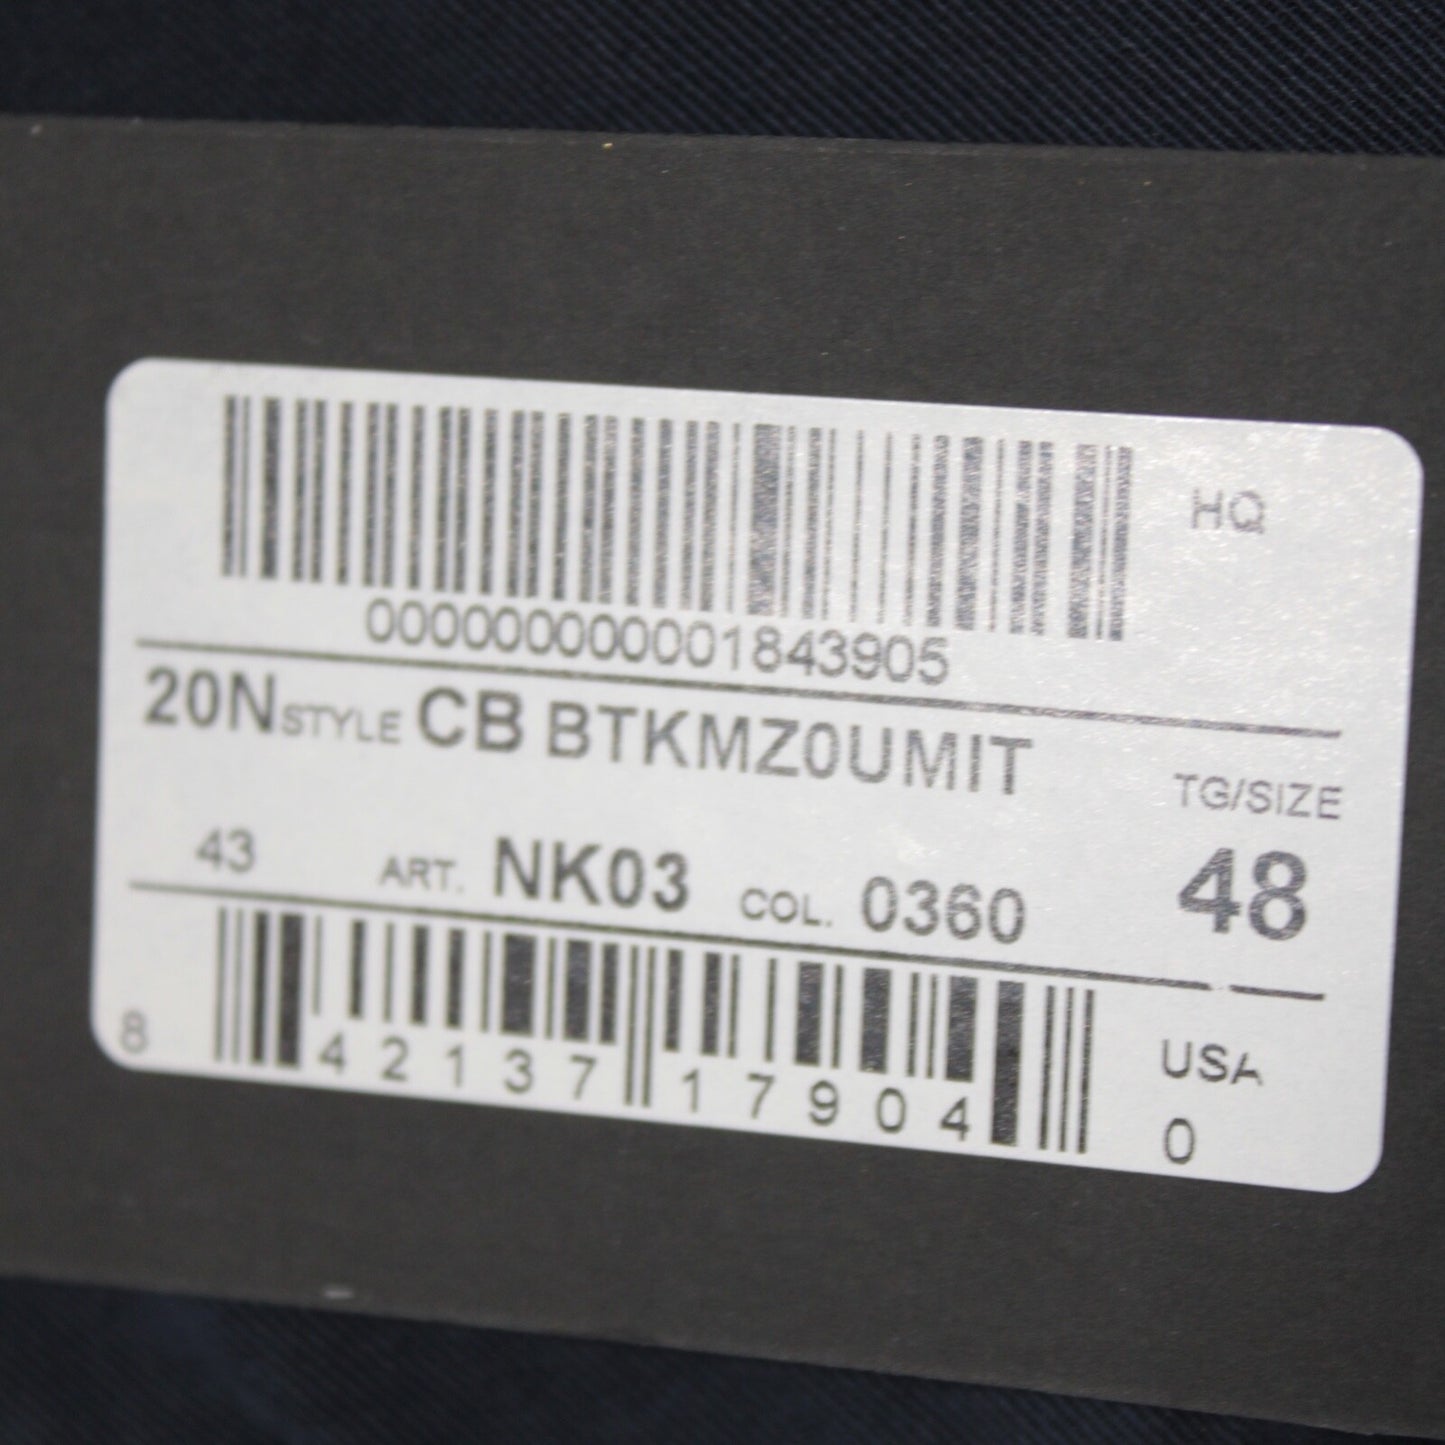 HQ
0000000000001843905
20N STYLE CB BTKMZ0UMIT
TG/SIZE
43 ART. NK03 COL. 0360 48
8 42137 17904
USA
0